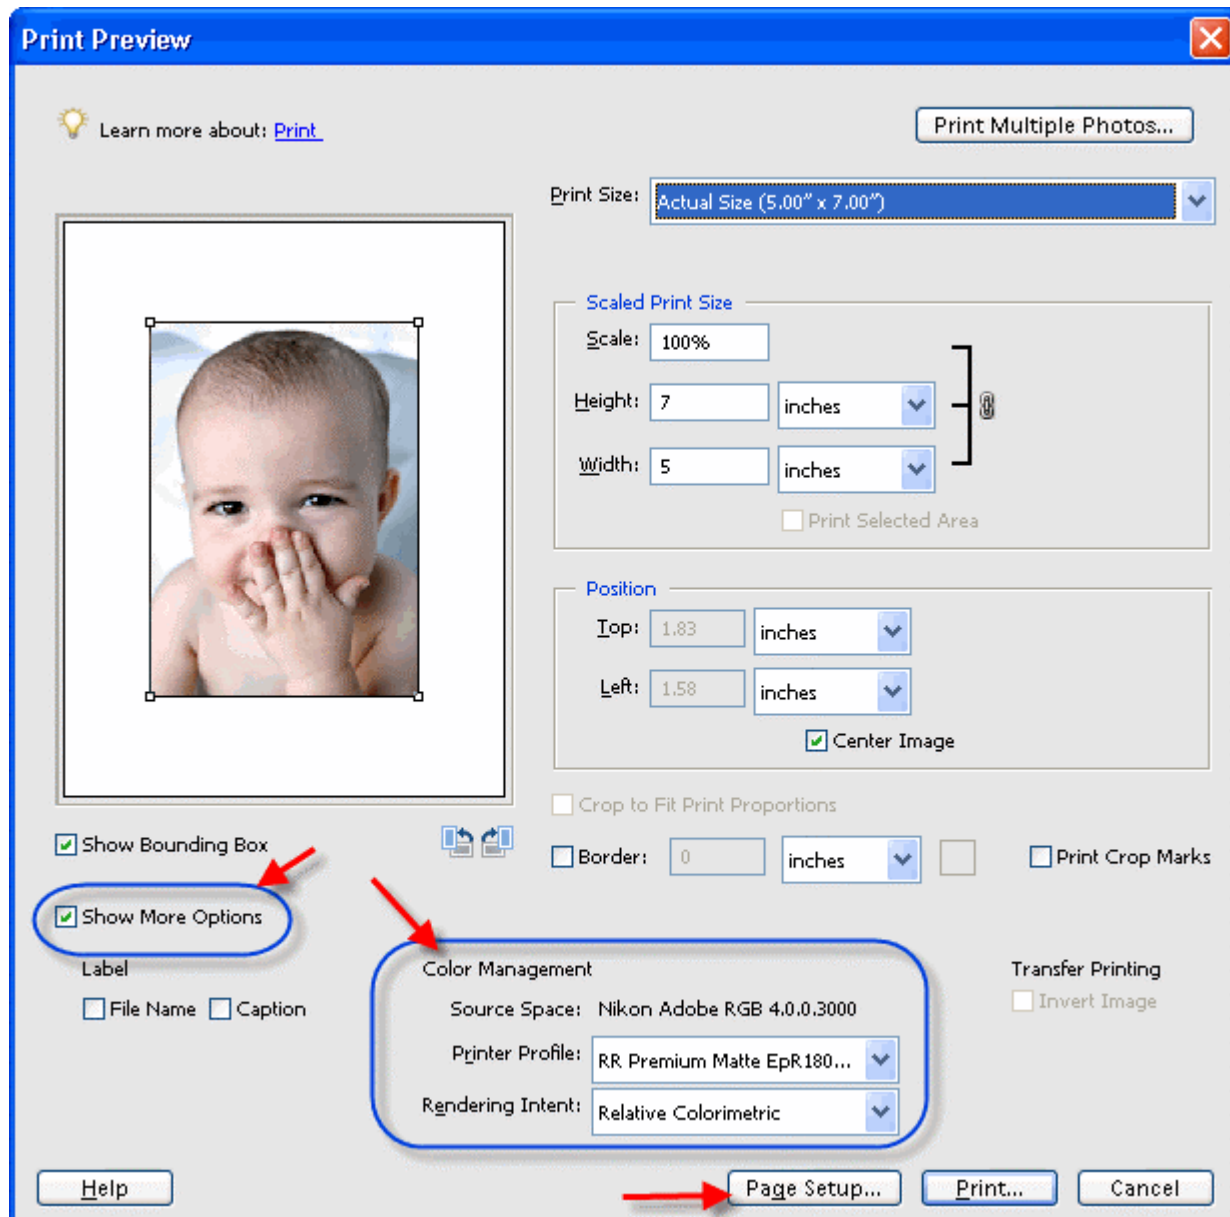 Print Preview
Learn more about: Print
Print Multiple Photos...
Print Size: Actual Size (5.00" x 7.00")
Scaled Print Size
Scale: 100%
Height: 7 inches
Width: 5 inches
Print Selected Area
Position
Top: 1.83 inches
Left: 1.58 inches
Center Image
Crop to Fit Print Proportions
Show Bounding Box
Border: 0 inches
Print Crop Marks
Show More Options
Label
File Name
Caption
Color Management
Source Space: Nikon Adobe RGB 4.0.0.3000
Printer Profile: RR Premium Matte EpR180...
Rendering Intent: Relative Colorimetric
Transfer Printing
Invert Image
Help
Page Setup...
Print...
Cancel